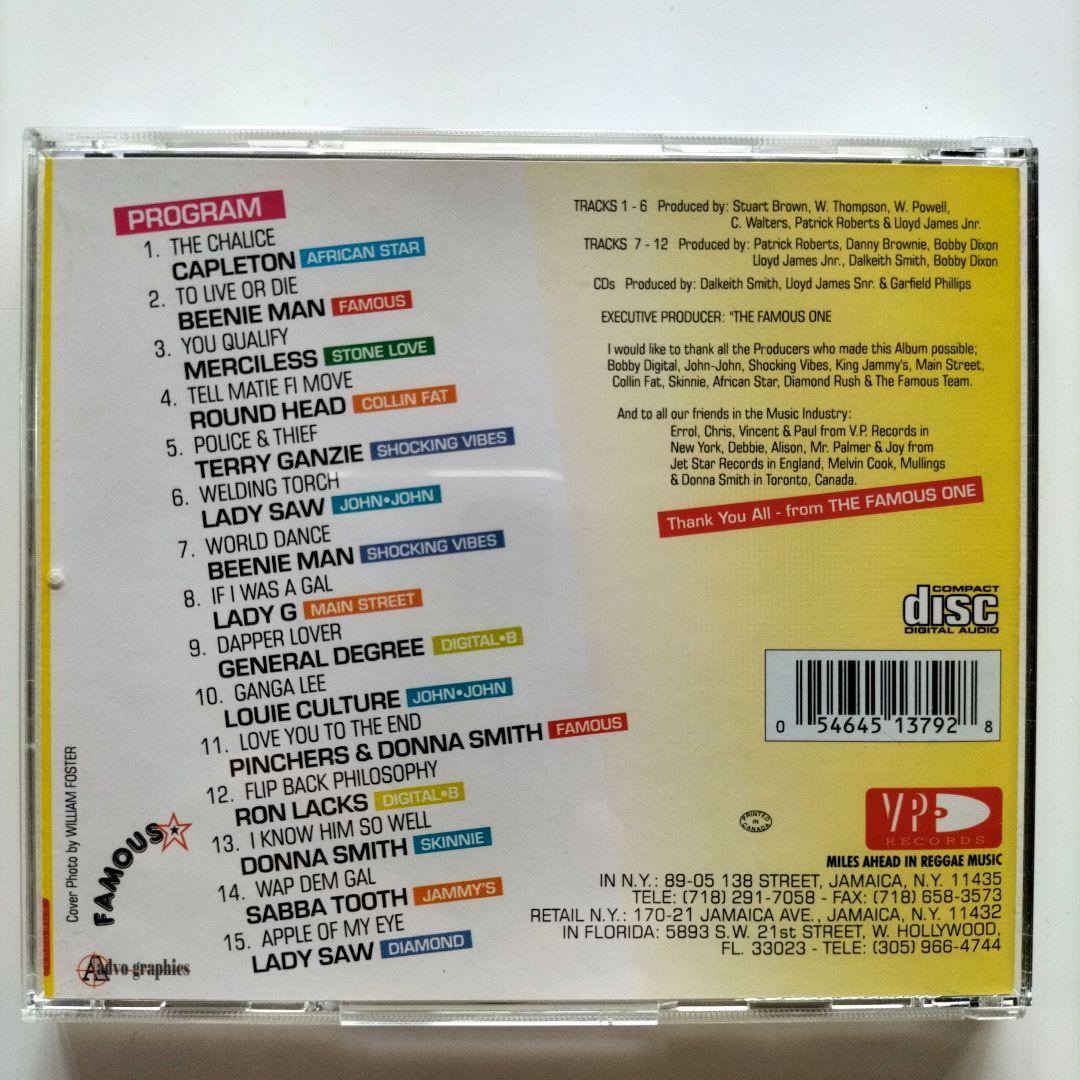 PROGRAM
1. THE CHALICE
CAPLETON AFRICAN STAR
2. TO LIVE OR DIE
BEENIE MAN FAMOUS
3. YOU QUALIFY
MERCILESS STONE LOVE
4. TELL MATIE FI MOVE
ROUND HEAD COLLIN FAT
5. POLICE & THIEF
TERRY GANZIE SHOCKING VIBES
6. WELDING TORCH
LADY SAW JOHN•JOHN
7. WORLD DANCE
BEENIE MAN SHOCKING VIBES
8. IF I WAS A GAL
LADY G MAIN STREET
9. DAPPER LOVER
GENERAL DEGREE DIGITAL•B
10. GANGA LEE
LOUIE CULTURE JOHN•JOHN
11. LOVE YOU TO THE END
PINCHERS & DONNA SMITH FAMOUS
12. FLIP BACK PHILOSOPHY
RON LACKS DIGITAL•B
13. I KNOW HIM SO WELL
DONNA SMITH SKINNIE
14. WAP DEM GAL
SABBA TOOTH JAMMY'S
15. APPLE OF MY EYE
LADY SAW DIAMOND
Cover Photo by WILLIAM FOSTER
FAMOUS
Aadvo graphics
TRACKS 1 - 6 Produced by: Stuart Brown, W. Thompson, W. Powell,
C. Walters, Patrick Roberts & Lloyd James Jnr.
TRACKS 7 - 12 Produced by: Patrick Roberts, Danny Brownie, Bobby Dixon
Lloyd James Jnr., Dalkeith Smith, Bobby Dixon
CDs Produced by: Dalkeith Smith, Lloyd James Snr. & Garfield Phillips
EXECUTIVE PRODUCER: "THE FAMOUS ONE
I would like to thank all the Producers who made this Album possible;
Bobby Digital, John-John, Shocking Vibes, King Jammy's, Main Street,
Collin Fat, Skinnie, African Star, Diamond Rush & The Famous Team.
And to all our friends in the Music Industry:
Errol, Chris, Vincent & Paul from V.P. Records in
New York, Debbie, Alison, Mr. Palmer & Joy from
Jet Star Records in England, Melvin Cook, Mullings
& Donna Smith in Toronto, Canada.
Thank You All - from THE FAMOUS ONE
COMPACT
disc
DIGITAL AUDIO
0 54645 13792 8
PRINTED
IN
CANADA
VP
RECORDS
MILES AHEAD IN REGGAE MUSIC
IN N.Y.: 89-05 138 STREET, JAMAICA, N.Y. 11435
TELE: (718) 291-7058 - FAX: (718) 658-3573
RETAIL N.Y.: 170-21 JAMAICA AVE., JAMAICA, N.Y. 11432
IN FLORIDA: 5893 S.W. 21st STREET, W. HOLLYWOOD,
FL. 33023 - TELE: (305) 966-4744